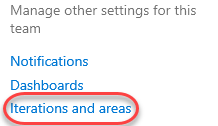 Manage other settings for this
team
Notifications
Dashboards
Iterations and areas